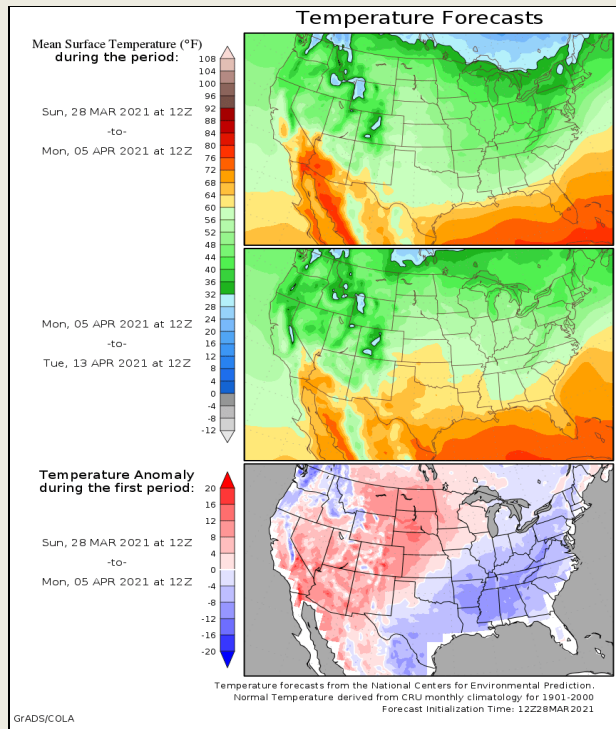 Temperature Forecasts
Mean Surface Temperature (°F)
during the period:
108
104
100
96
92
88
84
80
76
72
68
64
60
56
52
48
44
40
36
32
28
24
20
16
12
8
4
0
-4
-8
-12
Sun, 28 MAR 2021 at 12Z
-to-
Mon, 05 APR 2021 at 12Z
Mon, 05 APR 2021 at 12Z
-to-
Tue, 13 APR 2021 at 12Z
Temperature Anomaly
during the first period:
20
16
12
8
4
0
-4
-8
-12
-16
-20
Sun, 28 MAR 2021 at 12Z
-to-
Mon, 05 APR 2021 at 12Z
Temperature forecasts from the National Centers for Environmental Prediction.
Normal Temperature derived from CRU monthly climatology for 1901-2000
Forecast Initialization Time: 12Z28MAR2021
GrADS/COLA